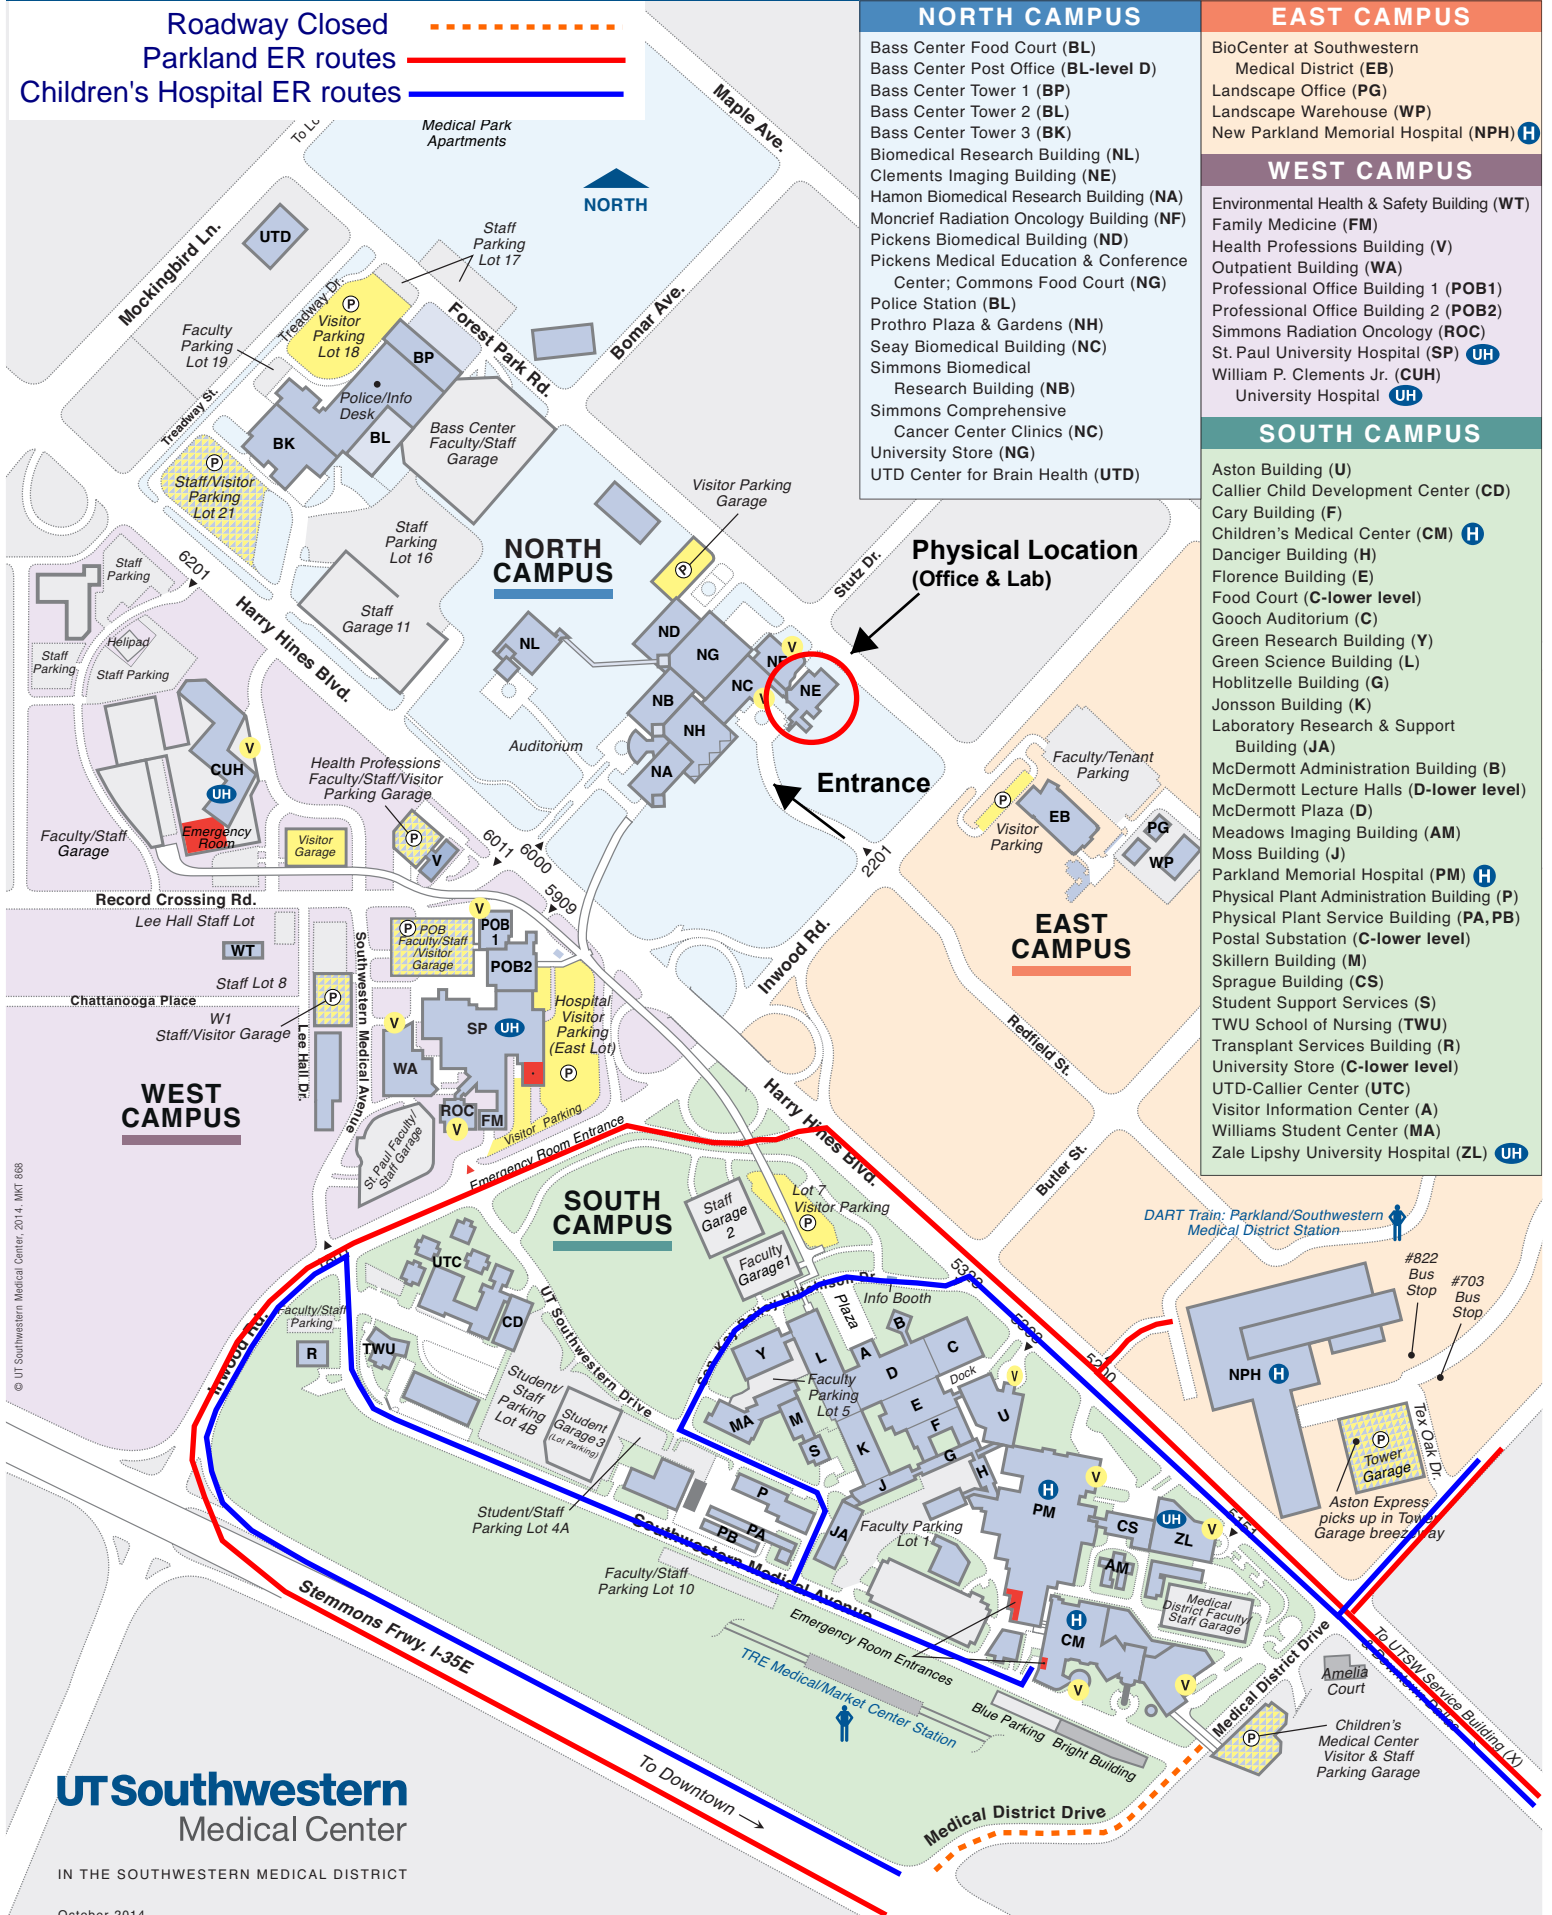 Roadway Closed
Parkland ER routes
Children's Hospital ER routes
NORTH CAMPUS
Bass Center Food Court (BL)
Bass Center Post Office (BL-level D)
Bass Center Tower 1 (BP)
Bass Center Tower 2 (BL)
Bass Center Tower 3 (BK)
Biomedical Research Building (NL)
Clements Imaging Building (NE)
Hamon Biomedical Research Building (NA)
Moncrief Radiation Oncology Building (NF)
Pickens Biomedical Building (ND)
Pickens Medical Education & Conference
Center; Commons Food Court (NG)
Police Station (BL)
Prothro Plaza & Gardens (NH)
Seay Biomedical Building (NC)
Simmons Biomedical
Research Building (NB)
Simmons Comprehensive
Cancer Center Clinics (NC)
University Store (NG)
UTD Center for Brain Health (UTD)
EAST CAMPUS
BioCenter at Southwestern
Medical District (EB)
Landscape Office (PG)
Landscape Warehouse (WP)
New Parkland Memorial Hospital (NPH) H
WEST CAMPUS
Environmental Health & Safety Building (WT)
Family Medicine (FM)
Health Professions Building (V)
Outpatient Building (WA)
Professional Office Building 1 (POB1)
Professional Office Building 2 (POB2)
Simmons Radiation Oncology (ROC)
St. Paul University Hospital (SP) UH
William P. Clements Jr. (CUH)
University Hospital UH
SOUTH CAMPUS
Aston Building (U)
Callier Child Development Center (CD)
Cary Building (F)
Children's Medical Center (CM) H
Danciger Building (H)
Florence Building (E)
Food Court (C-lower level)
Gooch Auditorium (C)
Green Research Building (Y)
Green Science Building (L)
Hoblitzelle Building (G)
Jonsson Building (K)
Laboratory Research & Support
Building (JA)
McDermott Administration Building (B)
McDermott Lecture Halls (D-lower level)
McDermott Plaza (D)
Meadows Imaging Building (AM)
Moss Building (J)
Parkland Memorial Hospital (PM) H
Physical Plant Administration Building (P)
Physical Plant Service Building (PA, PB)
Postal Substation (C-lower level)
Skillern Building (M)
Sprague Building (CS)
Student Support Services (S)
TWU School of Nursing (TWU)
Transplant Services Building (R)
University Store (C-lower level)
UTD-Callier Center (UTC)
Visitor Information Center (A)
Williams Student Center (MA)
Zale Lipshy University Hospital (ZL) UH
Medical Park
Apartments
Maple Ave.
NORTH
Mockingbird Ln.
UTD
Staff
Parking
Lot 17
Treadway Dr.
P
Visitor
Parking
Lot 18
Forest Park Rd.
Bomar Ave.
Faculty
Parking
Lot 19
BP
Police/Info
Desk
Treadway St.
BK
BL
Bass Center
Faculty/Staff
Garage
P
Staff/Visitor
Parking
Lot 21
Visitor Parking
Garage
P
Staff
Parking
Lot 16
NORTH
CAMPUS
Physical Location
(Office & Lab)
Stutz Dr.
6201
Staff
Parking
Harry Hines Blvd.
Staff
Garage 11
Helipad
Staff
Parking
Staff Parking
NL
ND
NG
V
NC
V
NE
NB
NH
NA
Auditorium
Entrance
V
CUH
UH
Emergency
Room
Faculty/Staff
Garage
Visitor
Garage
Health Professions
Faculty/Staff/Visitor
Parking Garage
P
V
6011
6000
5909
2201
Faculty/Tenant
Parking
P
EB
Visitor
Parking
PG
WP
EAST
CAMPUS
Record Crossing Rd.
Lee Hall Staff Lot
WT
Staff Lot 8
Chattanooga Place
W1
Staff/Visitor Garage
P
Southwestern Medical Avenue
Lee Hall Dr.
P POB
Faculty/Staff
/Visitor
Garage
V
POB
1
POB2
SP UH
V
WA
ROC
V
FM
Hospital
Visitor
Parking
(East Lot)
P
Visitor Parking
Emergency Room Entrance
St. Paul Faculty/
Staff Garage
WEST
CAMPUS
Inwood Rd.
Redfield St.
Harry Hines Blvd.
Butler St.
SOUTH
CAMPUS
Staff
Garage
2
Faculty
Garage1
Lot 7
Visitor Parking
P
DART Train: Parkland/Southwestern
Medical District Station
#822
Bus
Stop
#703
Bus
Stop
UTC
CD
UT Southwestern Drive
Plaza
Info Booth
Faculty/Staff
Parking
R
TWU
Inwood Rd.
Student/
Staff
Parking
Lot 4B
Student
Garage 3
(Lot Parking)
Student/Staff
Parking Lot 4A
Y
L
A
B
C
D
Dock
E
F
G
H
U
V
Faculty
Parking
Lot 5
MA
M
S
K
J
JA
P
PA
PB
5200
NPH H
P
Tower
Garage
Tex Oak Dr.
Aston Express
picks up in Tower
Garage breezeway
H
PM
V
CS
UH
ZL
V
AM
5151
Faculty Parking
Lot 1
Southwestern Medical Avenue
Faculty/Staff
Parking Lot 10
Emergency Room Entrances
H
CM
V
V
Medical
District Faculty/
Staff Garage
TRE Medical/Market Center Station
Blue Parking
Bright Building
Medical District Drive
Amelia
Court
To UTSW Service Building (X)
& Downtown Dallas
P
Children's
Medical Center
Visitor & Staff
Parking Garage
Stemmons Frwy. I-35E
To Downtown
Medical District Drive
© UT Southwestern Medical Center, 2014, MKT 868
UTSouthwestern
Medical Center
IN THE SOUTHWESTERN MEDICAL DISTRICT
October 2014